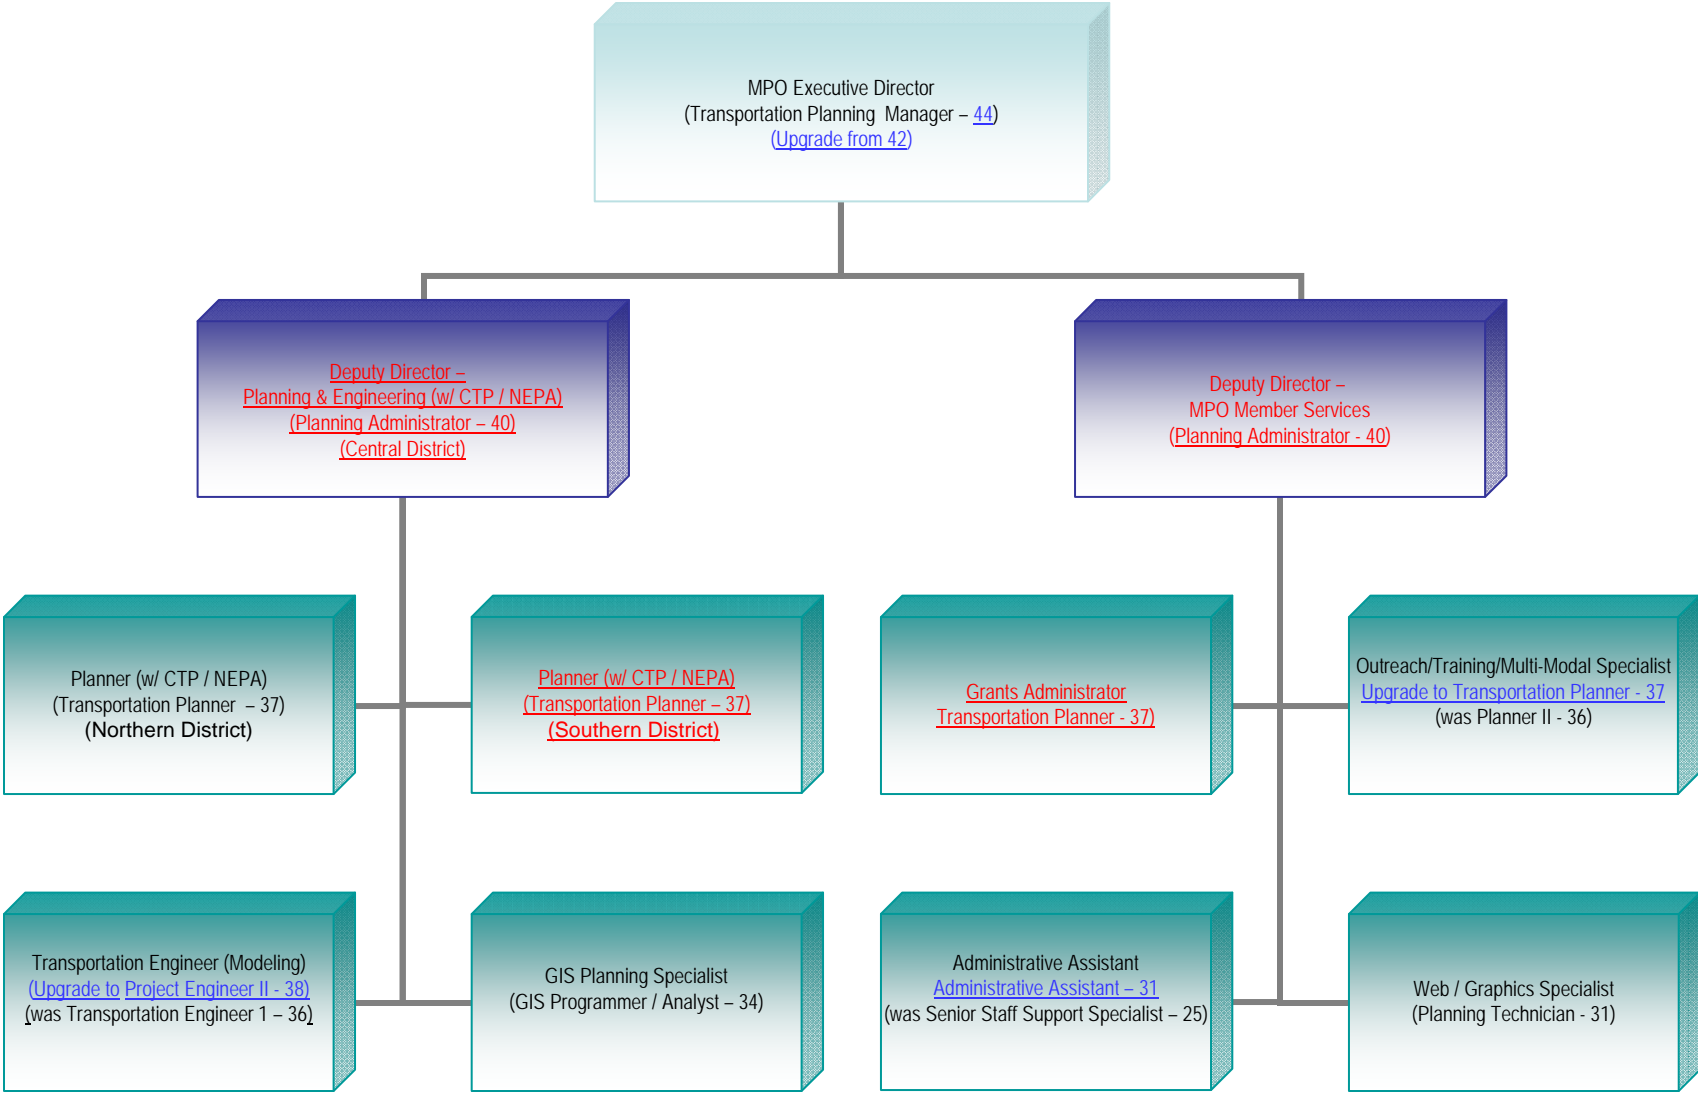 MPO Executive Director
(Transportation Planning Manager – 44)
(Upgrade from 42)
Deputy Director –
Planning & Engineering (w/ CTP / NEPA)
(Planning Administrator – 40)
(Central District)
Deputy Director –
MPO Member Services
(Planning Administrator - 40)
Planner (w/ CTP / NEPA)
(Transportation Planner – 37)
(Northern District)
Planner (w/ CTP / NEPA)
(Transportation Planner – 37)
(Southern District)
Grants Administrator
Transportation Planner - 37)
Outreach/Training/Multi-Modal Specialist
Upgrade to Transportation Planner - 37
(was Planner II - 36)
Transportation Engineer (Modeling)
(Upgrade to Project Engineer II - 38)
(was Transportation Engineer 1 – 36)
GIS Planning Specialist
(GIS Programmer / Analyst – 34)
Administrative Assistant
Administrative Assistant – 31
(was Senior Staff Support Specialist – 25)
Web / Graphics Specialist
(Planning Technician - 31)